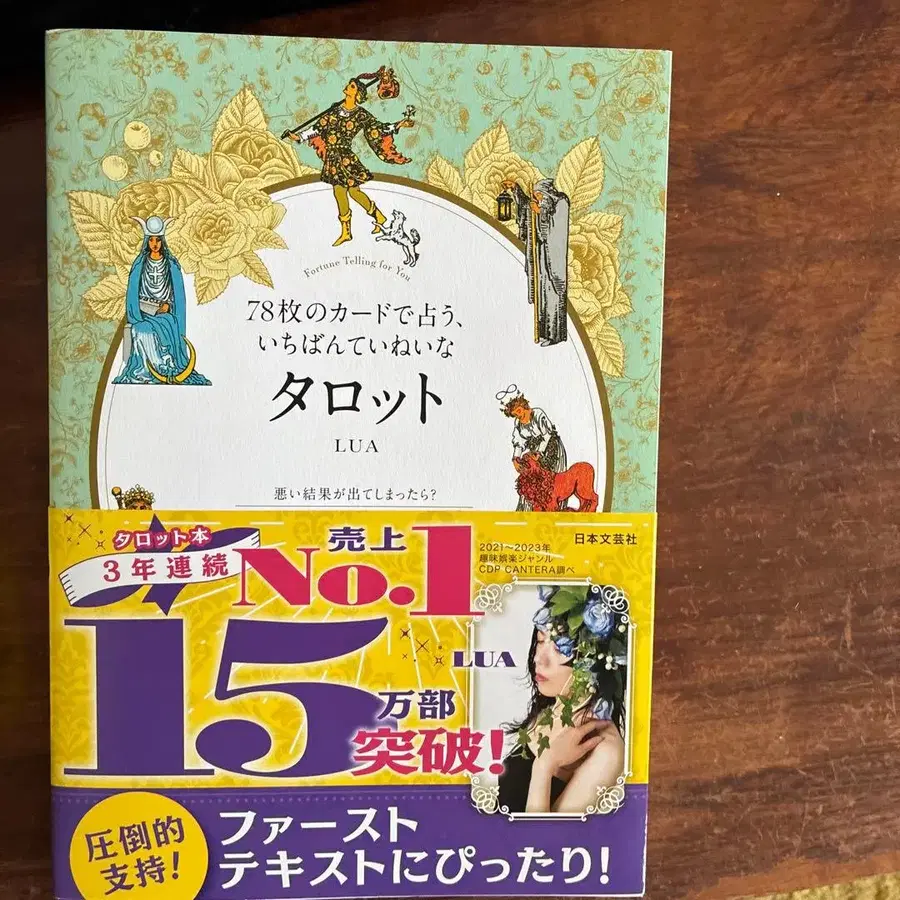 Fortune Telling for You
78枚のカードで占う、
いちばんていねいな
タロット
LUA
悪い結果が出てしまったら?
タロット本
3年連続
売上
No.1
2021～2023年
趣味娯楽ジャンル
CDP CANTERA調べ
日本文芸社
15
万部
突破!
LUA
圧倒的
支持!
ファースト
テキストにぴったり!